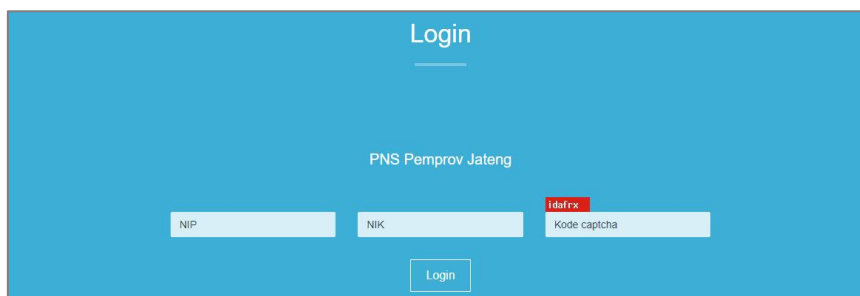 Login
PNS Pemprov Jateng
idafrx
NIP
NIK
Kode captcha
Login